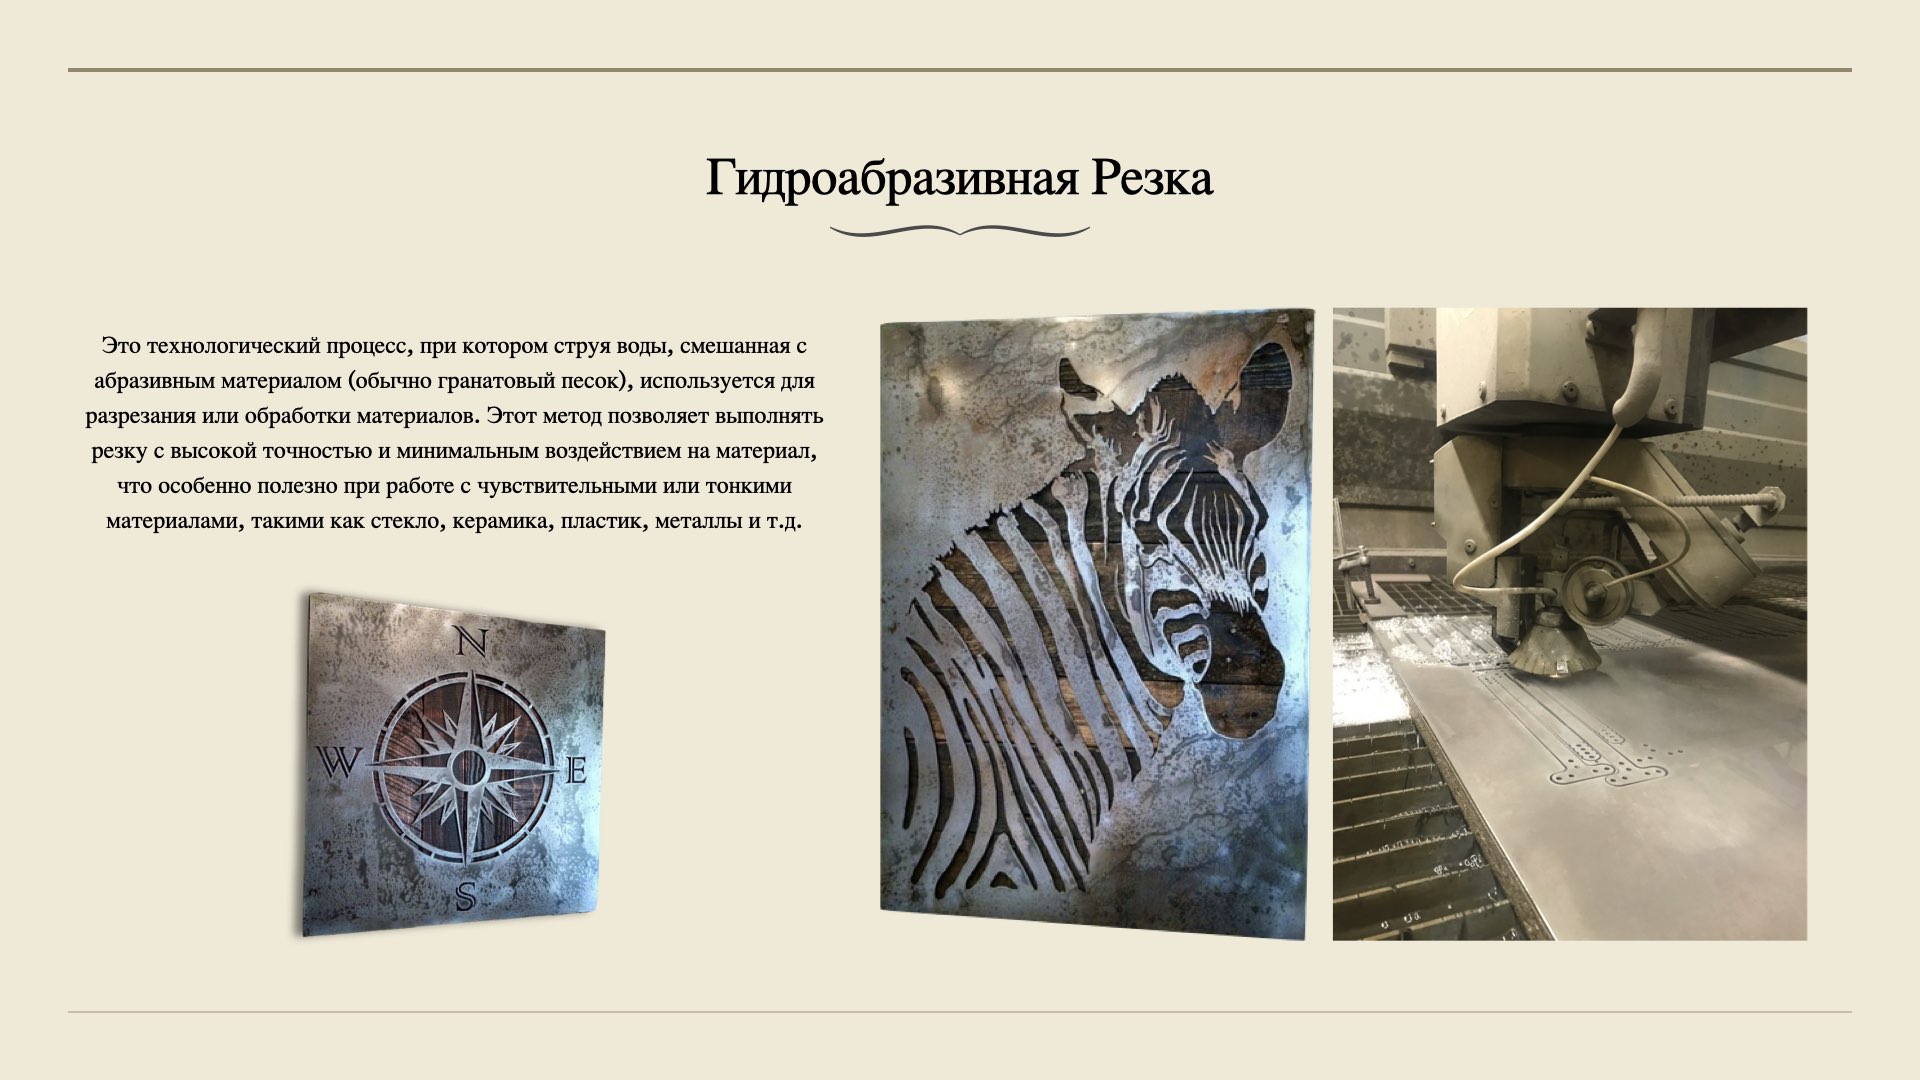 Гидроабразивная Резка
Это технологический процесс, при котором струя воды, смешанная с
абразивным материалом (обычно гранатовый песок), используется для
разрезания или обработки материалов. Этот метод позволяет выполнять
резку с высокой точностью и минимальным воздействием на материал,
что особенно полезно при работе с чувствительными или тонкими
материалами, такими как стекло, керамика, пластик, металлы и т.д.
N
W
E
S